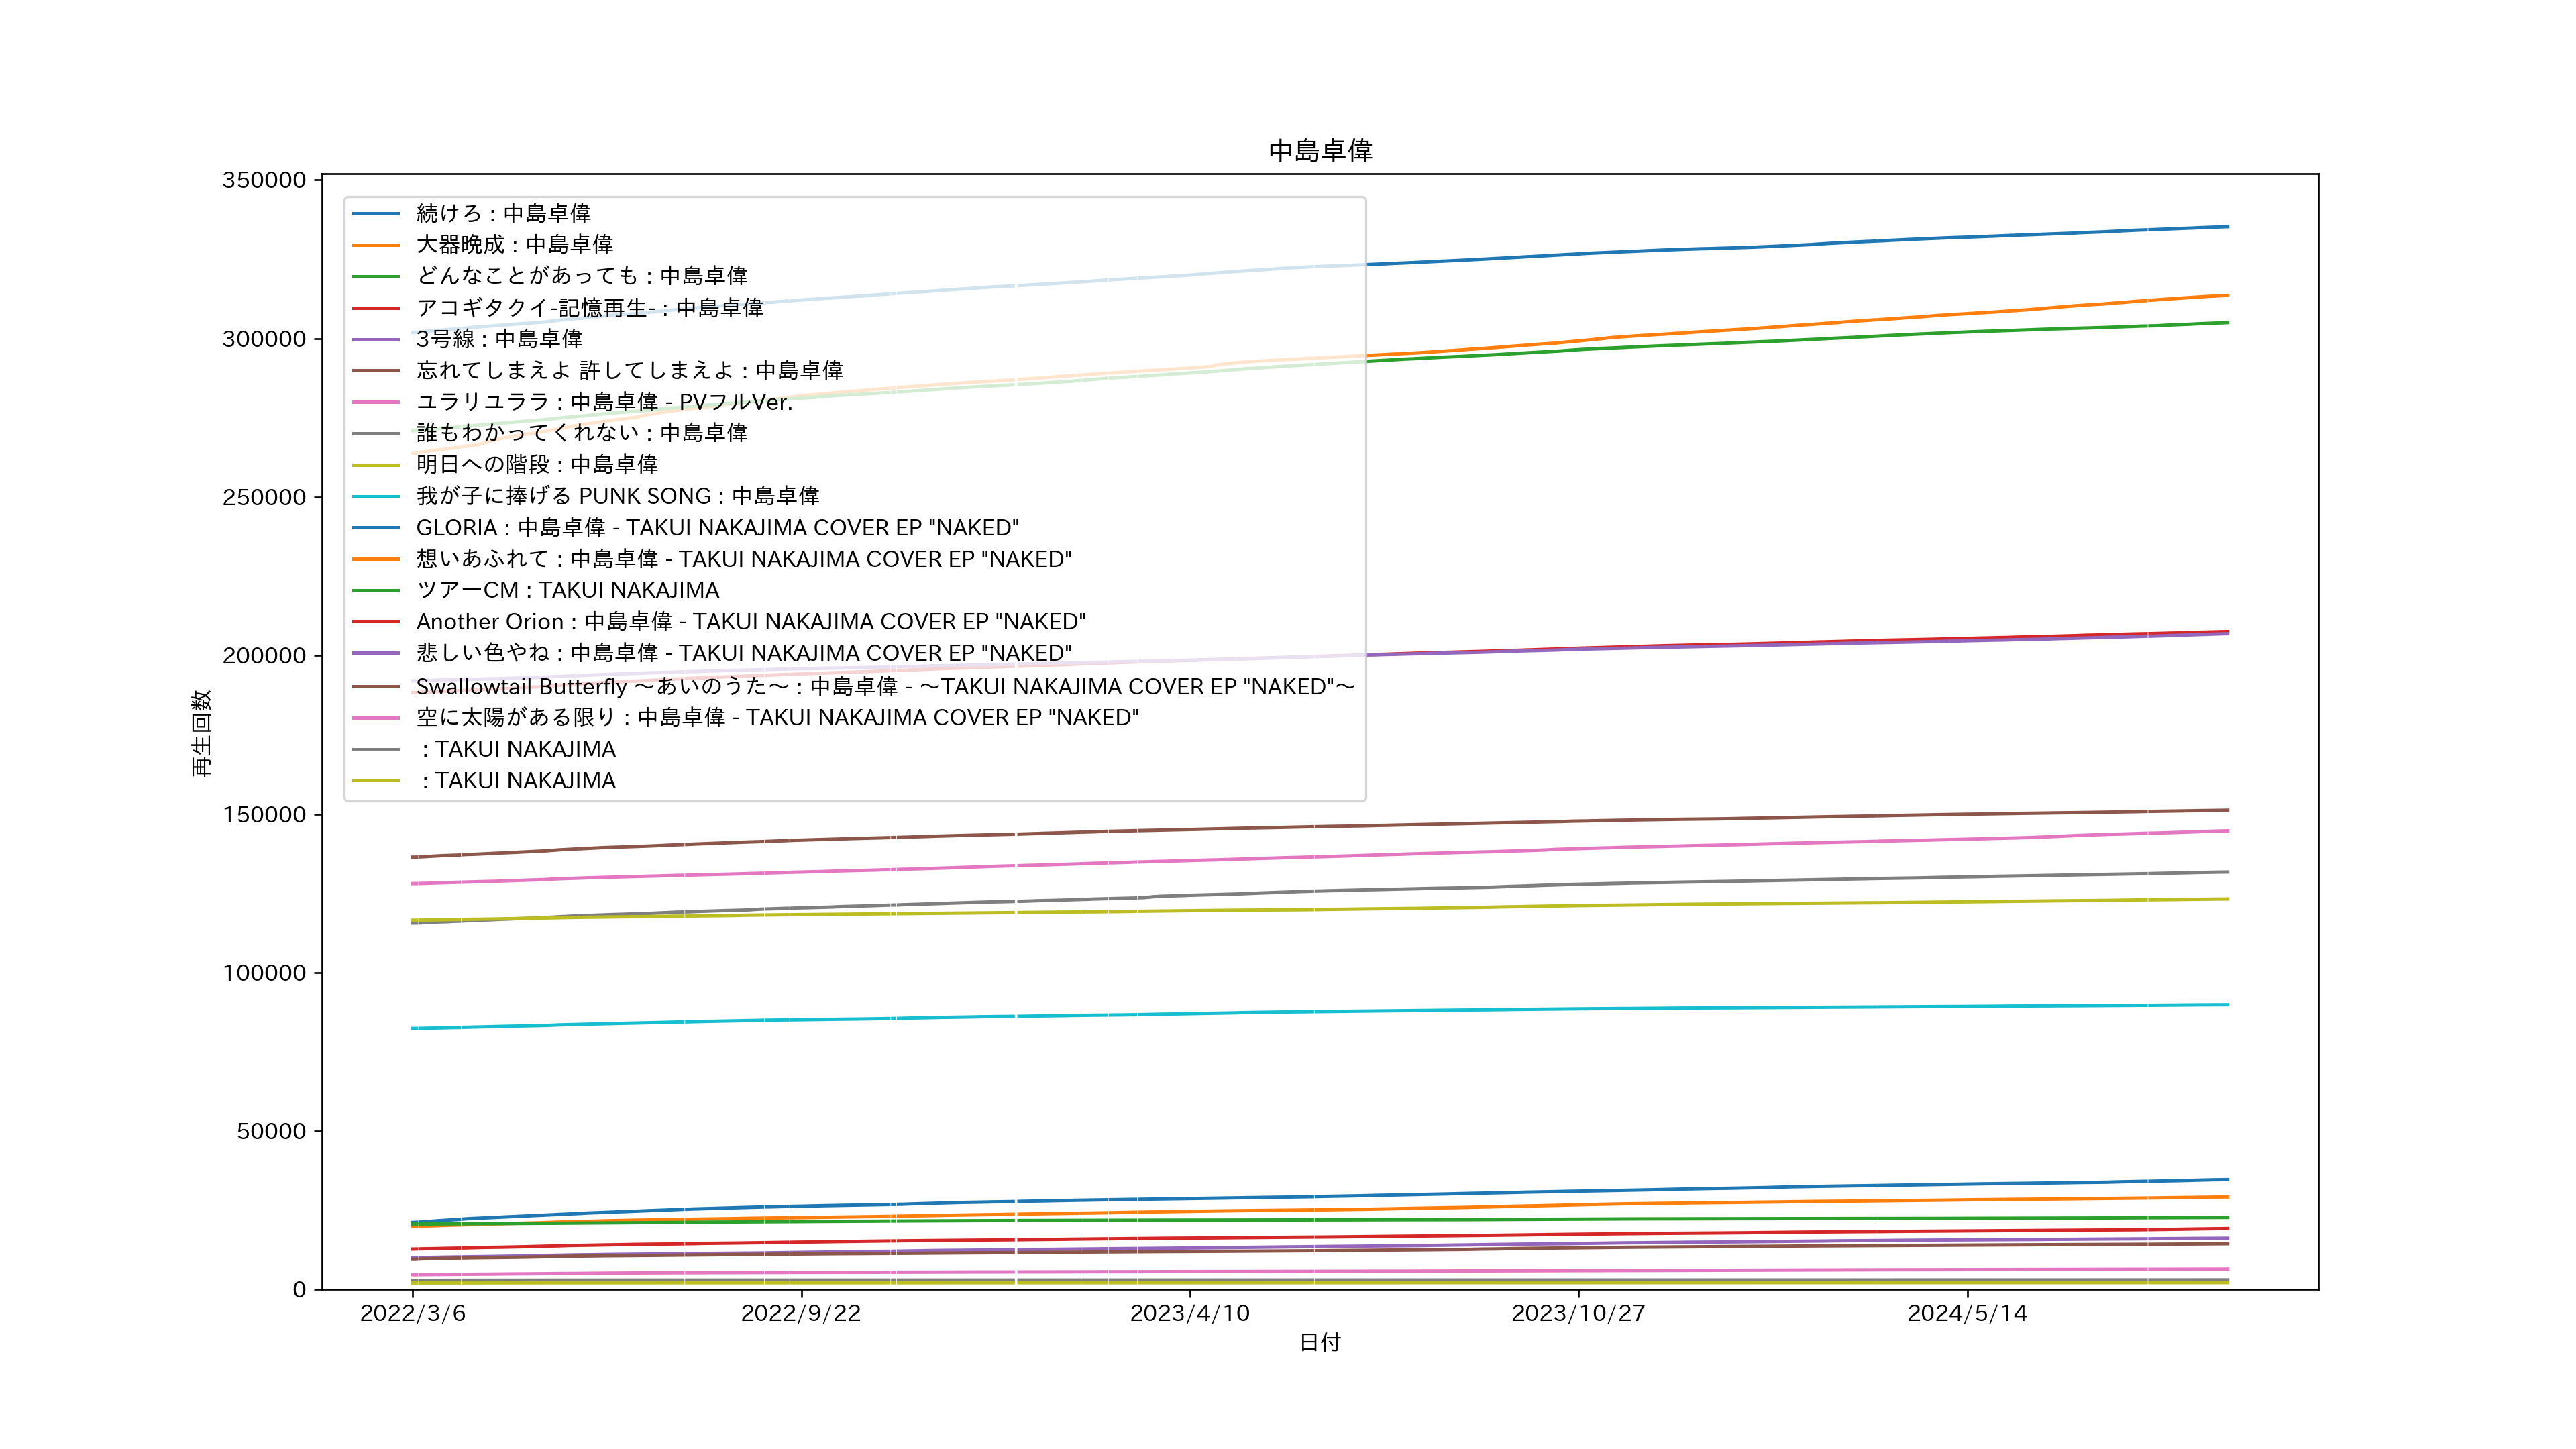 中島卓偉
350000
300000
250000
200000
150000
100000
50000
0
再生回数
続けろ : 中島卓偉
大器晩成 : 中島卓偉
どんなことがあっても : 中島卓偉
アコギタクイ-記憶再生- : 中島卓偉
3号線 : 中島卓偉
忘れてしまえよ 許してしまえよ : 中島卓偉
ユラリユララ : 中島卓偉 - PVフルVer.
誰もわかってくれない : 中島卓偉
明日への階段 : 中島卓偉
我が子に捧げる PUNK SONG : 中島卓偉
GLORIA : 中島卓偉 - TAKUI NAKAJIMA COVER EP "NAKED"
想いあふれて : 中島卓偉 - TAKUI NAKAJIMA COVER EP "NAKED"
ツアーCM : TAKUI NAKAJIMA
Another Orion : 中島卓偉 - TAKUI NAKAJIMA COVER EP "NAKED"
悲しい色やね : 中島卓偉 - TAKUI NAKAJIMA COVER EP "NAKED"
Swallowtail Butterfly 〜あいのうた〜 : 中島卓偉 - 〜TAKUI NAKAJIMA COVER EP "NAKED"〜
空に太陽がある限り : 中島卓偉 - TAKUI NAKAJIMA COVER EP "NAKED"
: TAKUI NAKAJIMA
: TAKUI NAKAJIMA
2022/3/6 2022/9/22 2023/4/10 2023/10/27 2024/5/14
日付